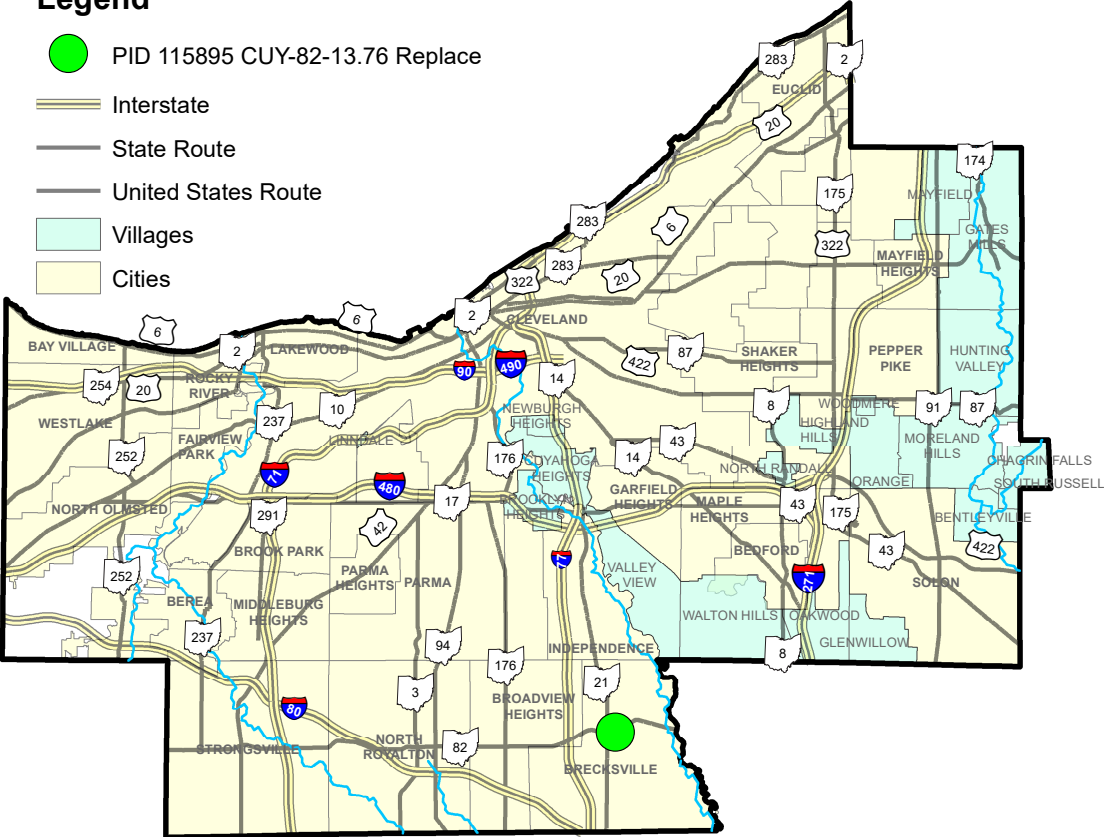 Legend
PID 115895 CUY-82-13.76 Replace
Interstate
State Route
United States Route
Villages
Cities
283
2
EUCLID
20
174
175
MAYFIELD
283
6
GATES
MILLS
322
MAYFIELD
HEIGHTS
283
20
322
6
6
2
CLEVELAND
BAY VILLAGE
2
LAKEWOOD
422
87
SHAKER
HEIGHTS
PEPPER
PIKE
HUNTING
VALLEY
90
490
14
254
20
ROCKY
RIVER
10
237
8
WOODMERE
91
87
NEWBURGH
HEIGHTS
HIGHLAND
HILLS
WESTLAKE
FAIRVIEW
PARK
LINNDALE
252
43
MORELAND
HILLS
176
14
CUYAHOGA
HEIGHTS
CHAGRIN FALLS
71
480
NORTH RANDALL
ORANGE
SOUTH RUSSELL
GARFIELD
HEIGHTS
MAPLE
HEIGHTS
17
BROOKLYN
HEIGHTS
43
175
NORTH OLMSTED
291
42
BENTLEYVILLE
BROOK PARK
77
BEDFORD
43
422
252
PARMA
HEIGHTS
PARMA
VALLEY
VIEW
271
SOLON
BEREA
MIDDLEBURG
HEIGHTS
WALTON HILLS
OAKWOOD
237
94
INDEPENDENCE
GLENWILLOW
8
176
3
21
80
BROADVIEW
HEIGHTS
STRONGSVILLE
NORTH
ROYALTON
82
BRECKSVILLE